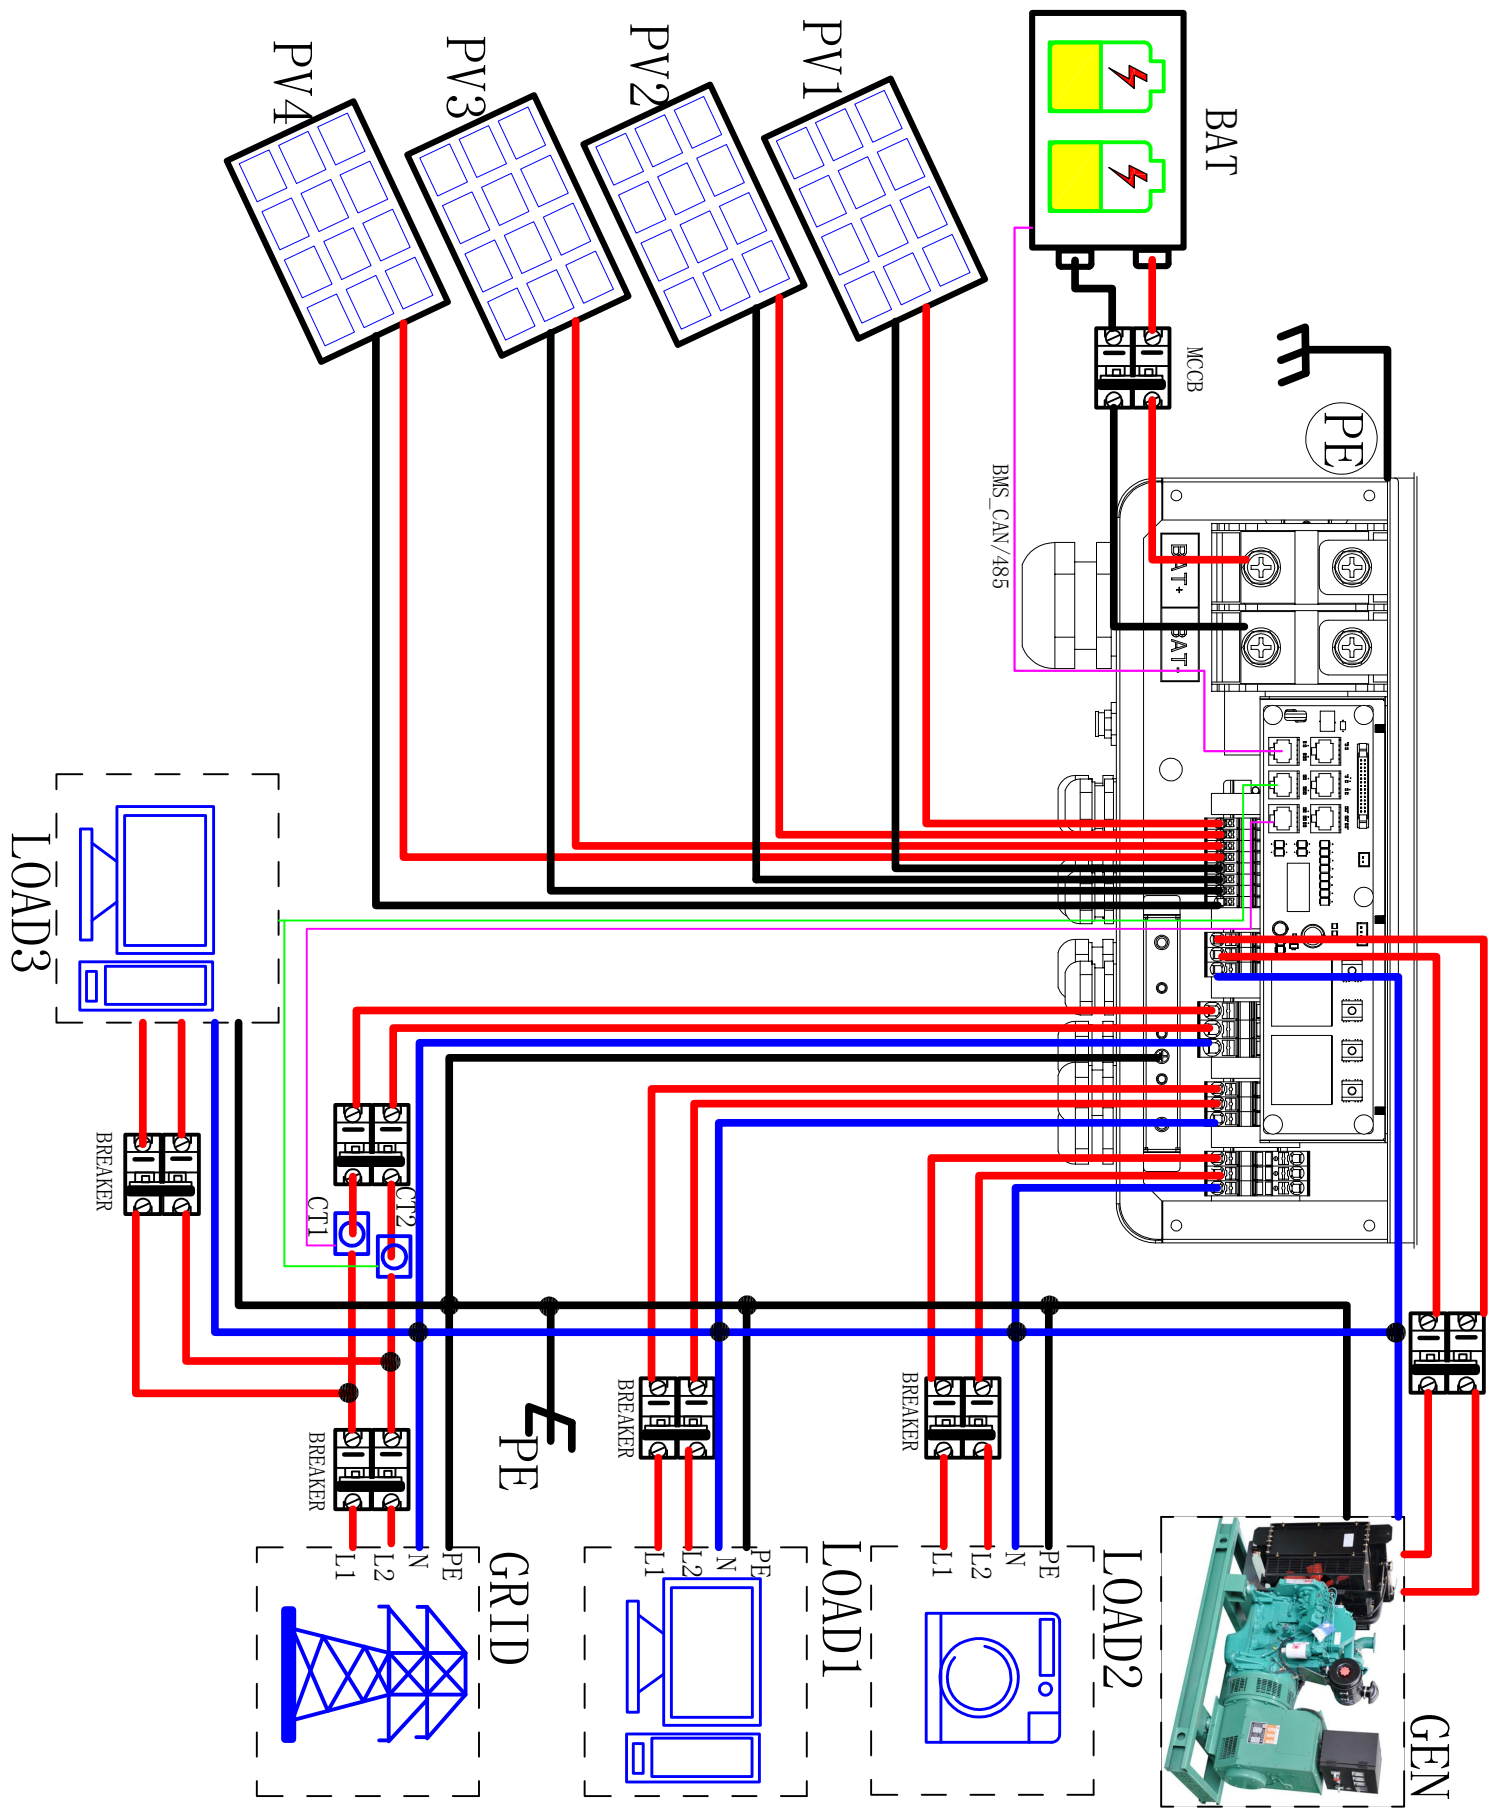 PV4
PV3
PV2
PV1
BAT
MCCB
PE
BMS_CAN/485
BAT+
BAT-
LOAD3
BREAKER
CT1
CT2
BREAKER
PE
BREAKER
BREAKER
L1
L2
N
PE
GRID
L1
L2
N
PE
LOAD1
L1
L2
N
PE
LOAD2
GEN